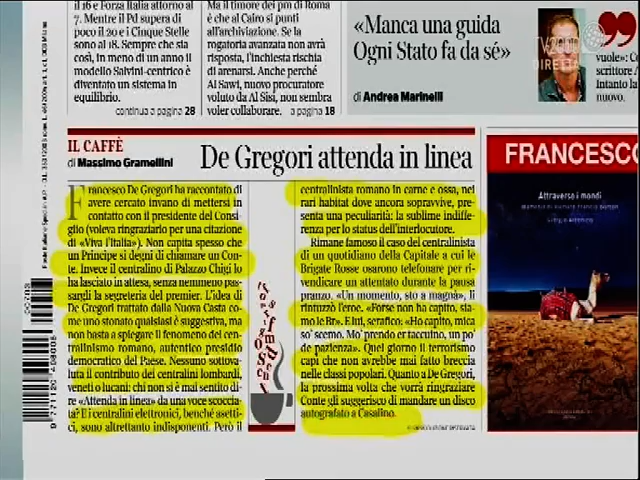 il 16 e Forza Italia attorno al
7. Mentre il Pd supera di
poco il 20 e i Cinque Stelle
sono al 18. Sempre che sia
così, in meno di un anno il
modello Salvini-centrico è
diventato un sistema in
equilibrio.
continua a pagina 28
Ma il timore dei pm di Roma
è che al Cairo si punti
all'archiviazione. Se la
rogatoria avanzata non avrà
risposta, l'inchiesta rischia
di arenarsi. Anche perché
Al Sawi, nuovo procuratore
voluto da Al Sisi, non sembra
voler collaborare.
a pagina 18
«Manca una guida
Ogni Stato fa da sé»
di Andrea Marinelli
TV2000
DIRETTA
vuole»: Co
scrittore
intanto la
nuovo.
IL CAFFÈ
di Massimo Gramellini
De Gregori attenda in linea
Francesco De Gregori ha raccontato di
avere cercato invano di mettersi in
contatto con il presidente del Consi-
glio (voleva ringraziarlo per una citazione
di «Viva l'Italia»). Non capita spesso che
un Principe si degni di chiamare un Con-
te. Invece il centralino di Palazzo Chigi lo
ha lasciato in attesa, senza nemmeno pas-
sargli la segreteria del premier. L'idea di
De Gregori trattato dalla Nuova Casta co-
me uno stonato qualsiasi è suggestiva, ma
non basta a spiegare il fenomeno del cen-
tralinismo romano, autentico presidio
democratico del Paese. Nessuno sottova-
luta il contributo dei centralini lombardi,
veneti o lucani: chi non si è mai sentito di-
re «Attenda in linea» da una voce scoccia-
ta? E i centralini elettronici, benché asetti-
ci, sono altrettanto indisponenti. Però il
centralinista romano in carne e ossa, nei
rari habitat dove ancora sopravvive, pre-
senta una peculiarità: la sublime indiffe-
renza per lo status dell'interlocutore.
Rimane famoso il caso del centralinista
di un quotidiano della Capitale a cui le
Brigate Rosse osarono telefonare per ri-
vendicare un attentato durante la pausa
pranzo. «Un momento, sto a magnà», li
rintuzzò l'eroe. «Forse non ha capito, sia-
mo le Br». E lui, serafico: «Ho capito, mica
so' scemo. Mo' prendo er taccuino, un po'
de pazienza». Quel giorno il terrorismo
capì che non avrebbe mai fatto breccia
nelle classi popolari. Quanto a De Gregori,
la prossima volta che vorrà ringraziare
Conte gli suggerisco di mandare un disco
autografato a Casalino.
© RIPRODUZIONE RISERVATA
FRANCESCO
Attraverso i mondi